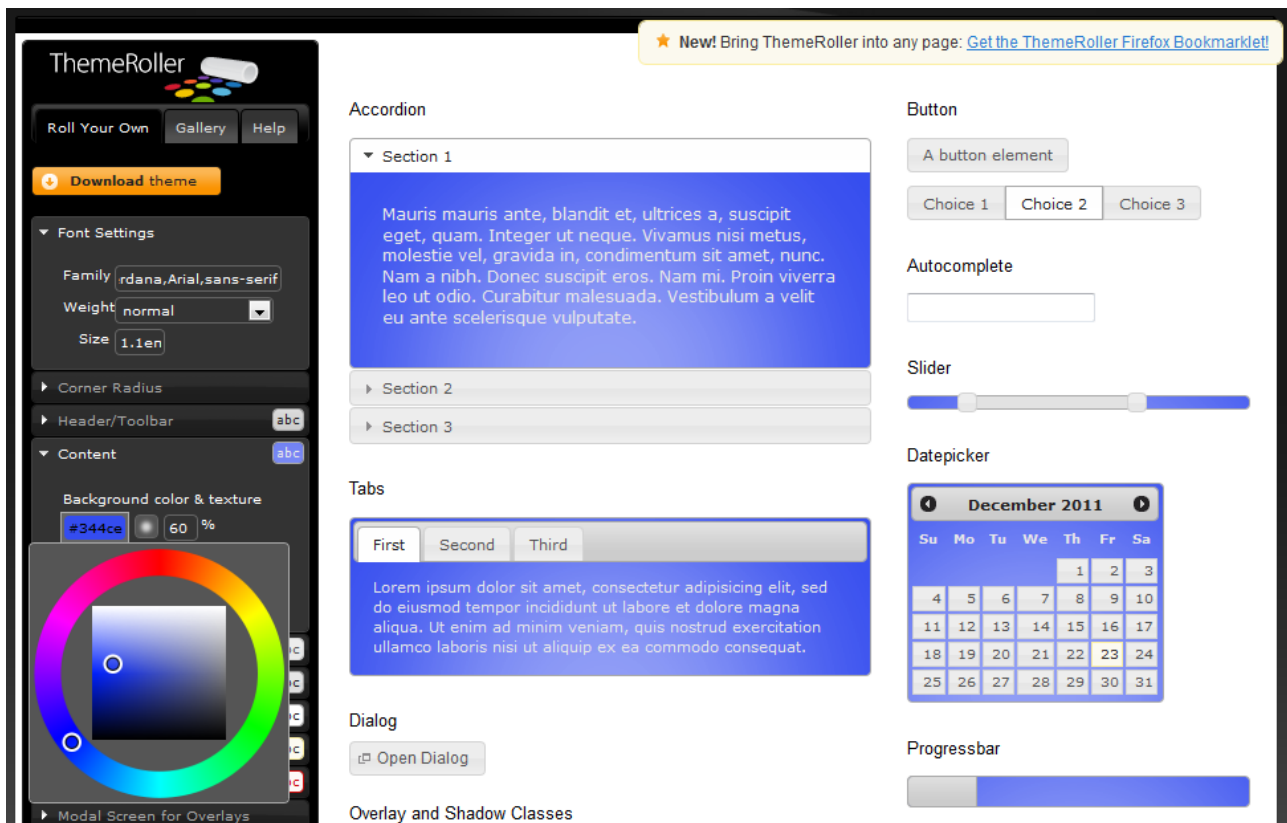 New! Bring ThemeRoller into any page: Get the ThemeRoller Firefox Bookmarklet!
ThemeRoller
Roll Your Own Gallery Help
Download theme
Font Settings
Family rdana,Arial,sans-serif
Weight normal
Size 1.1en
Corner Radius
Header/Toolbar abc
Content abc
Background color & texture
#344ce 60 %
Modal Screen for Overlays
Accordion
Section 1
Mauris mauris ante, blandit et, ultrices a, suscipit
eget, quam. Integer ut neque. Vivamus nisi metus,
molestie vel, gravida in, condimentum sit amet, nunc.
Nam a nibh. Donec suscipit eros. Nam mi. Proin viverra
leo ut odio. Curabitur malesuada. Vestibulum a velit
eu ante scelerisque vulputate.
Section 2
Section 3
Tabs
First Second Third
Lorem ipsum dolor sit amet, consectetur adipisicing elit, sed
do eiusmod tempor incididunt ut labore et dolore magna
aliqua. Ut enim ad minim veniam, quis nostrud exercitation
ullamco laboris nisi ut aliquip ex ea commodo consequat.
Dialog
Open Dialog
Overlay and Shadow Classes
Button
A button element
Choice 1 Choice 2 Choice 3
Autocomplete
Slider
Datepicker
December 2011
Su Mo Tu We Th Fr Sa
1 2 3
4 5 6 7 8 9 10
11 12 13 14 15 16 17
18 19 20 21 22 23 24
25 26 27 28 29 30 31
Progressbar